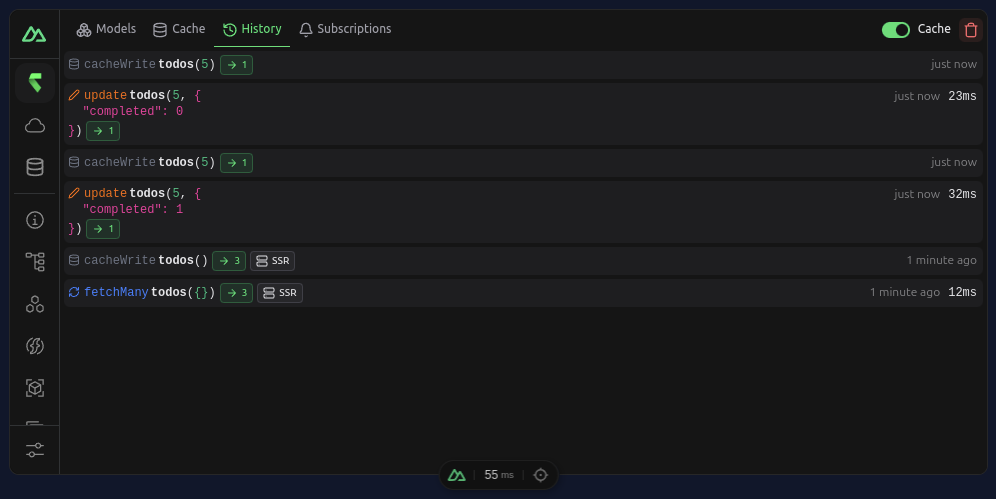 Models Cache History Subscriptions Cache
cacheWrite todos(5) → 1 just now
update todos(5, { just now 23ms
"completed": 0
}) → 1
cacheWrite todos(5) → 1 just now
update todos(5, { just now 32ms
"completed": 1
}) → 1
cacheWrite todos() → 3 SSR 1 minute ago
fetchMany todos({}) → 3 SSR 1 minute ago 12ms
55 ms